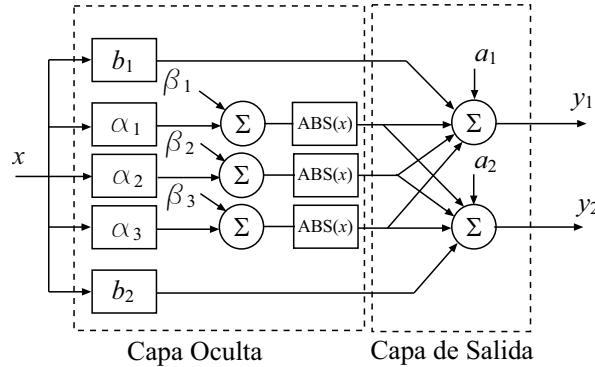 b₁
a₁
β₁
y₁
α₁
Σ
ABS(x)
Σ
x
β₂
α₂
Σ
ABS(x)
a₂
β₃
y₂
α₃
Σ
ABS(x)
Σ
b₂
Capa Oculta
Capa de Salida